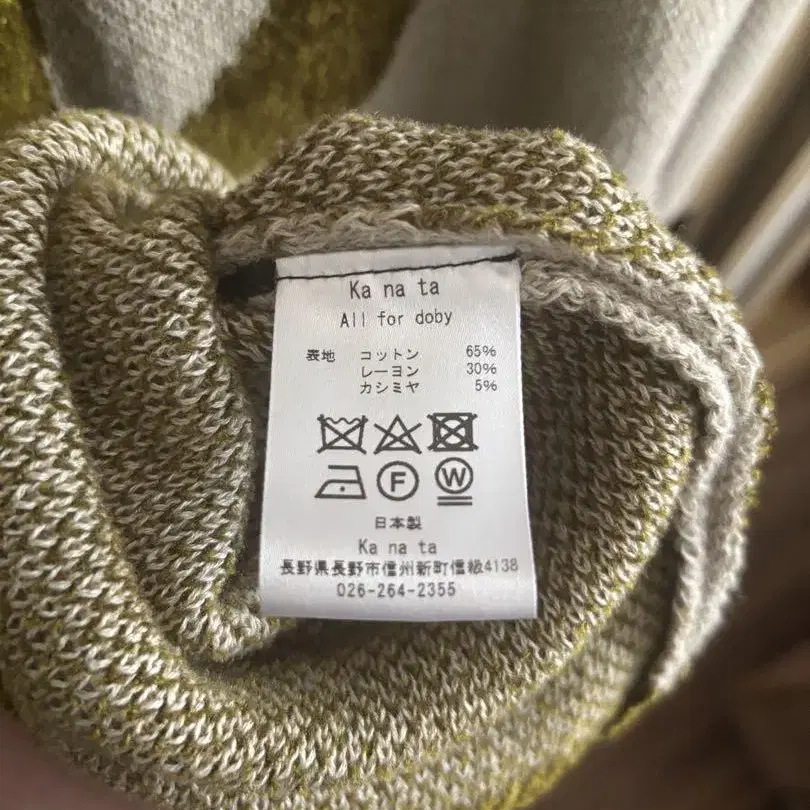 Ka na ta
All for doby
表地 コットン 65%
レーヨン 30%
カシミヤ 5%
F W
日本製
Ka na ta
長野県長野市信州新町信級4138
026-264-2355